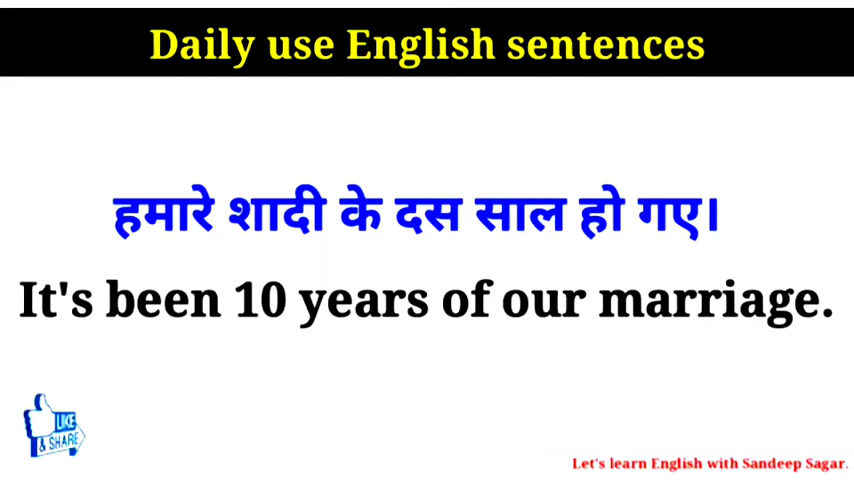 Daily use English sentences
हमारे शादी के दस साल हो गए।
It's been 10 years of our marriage.
LIKE
& SHARE
Let's learn English with Sandeep Sagar.